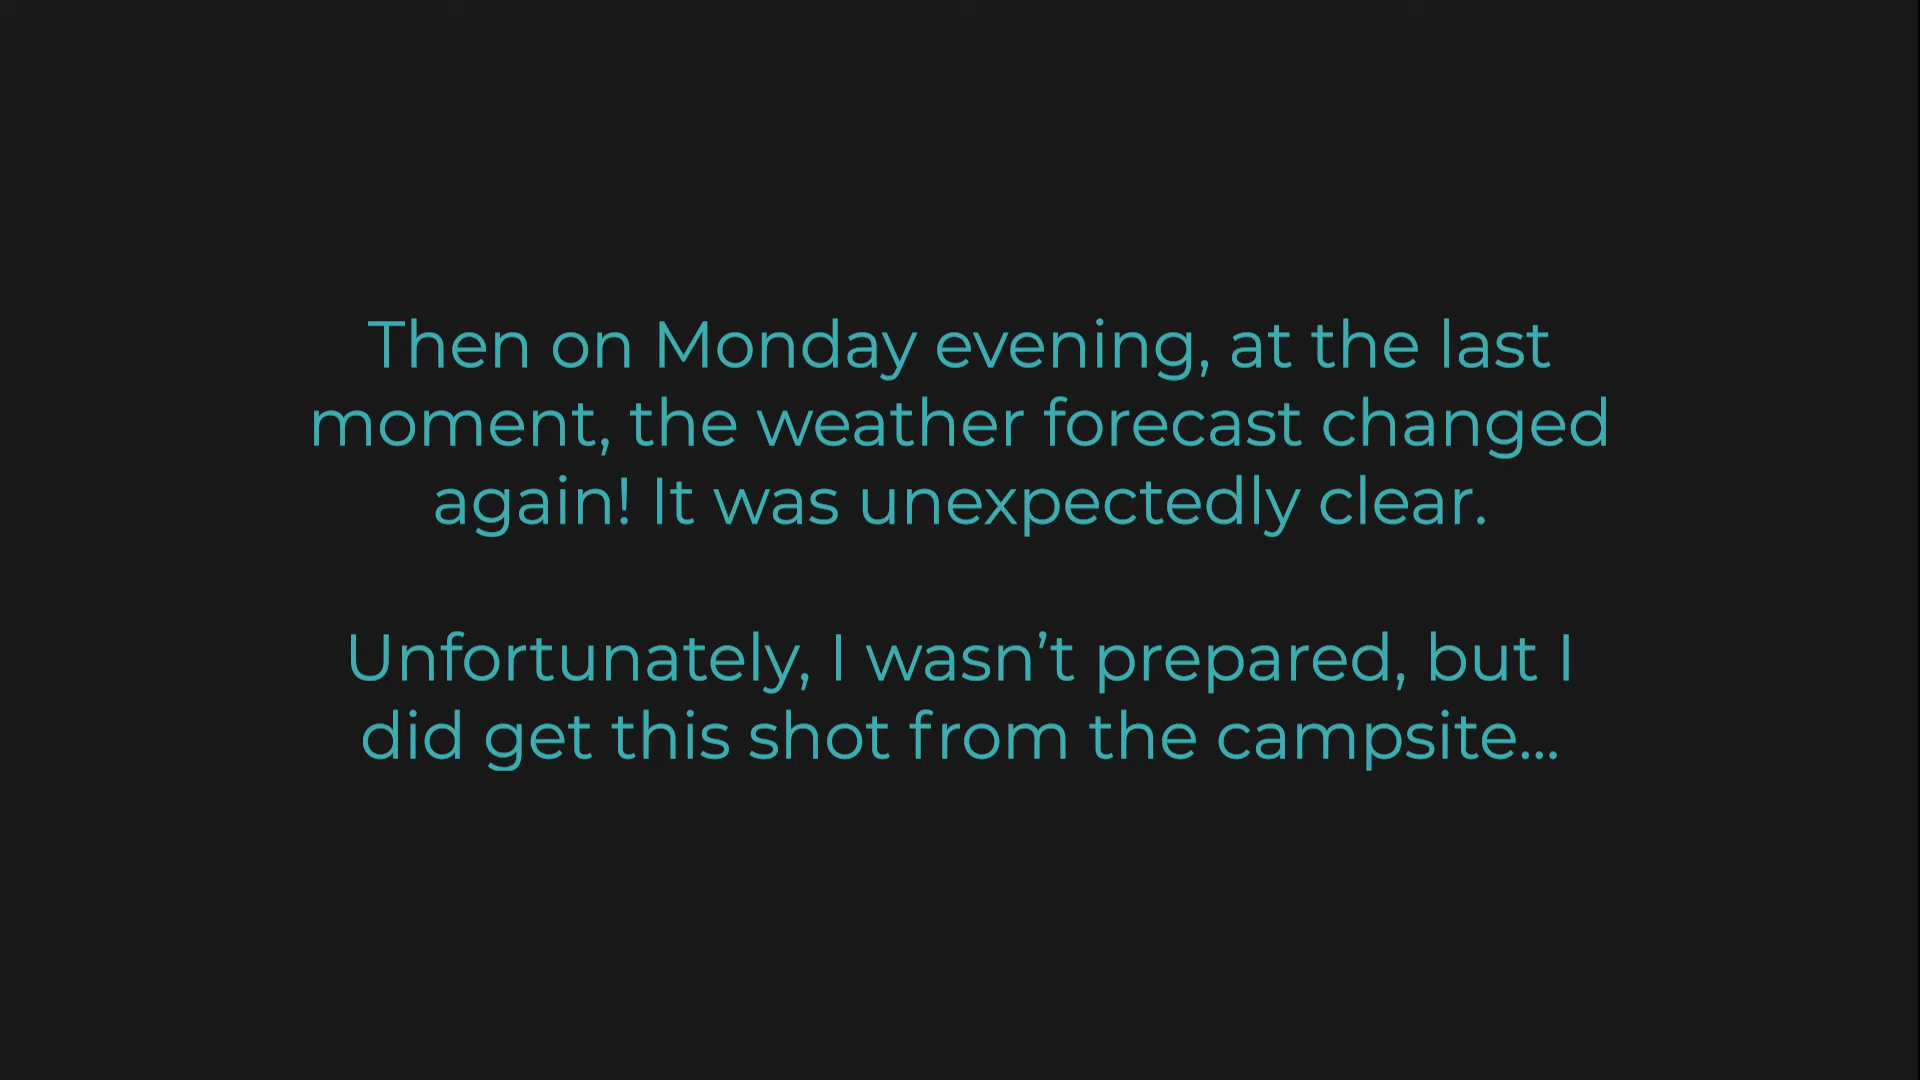 Then on Monday evening, at the last
moment, the weather forecast changed
again! It was unexpectedly clear.
Unfortunately, I wasn’t prepared, but I
did get this shot from the campsite...